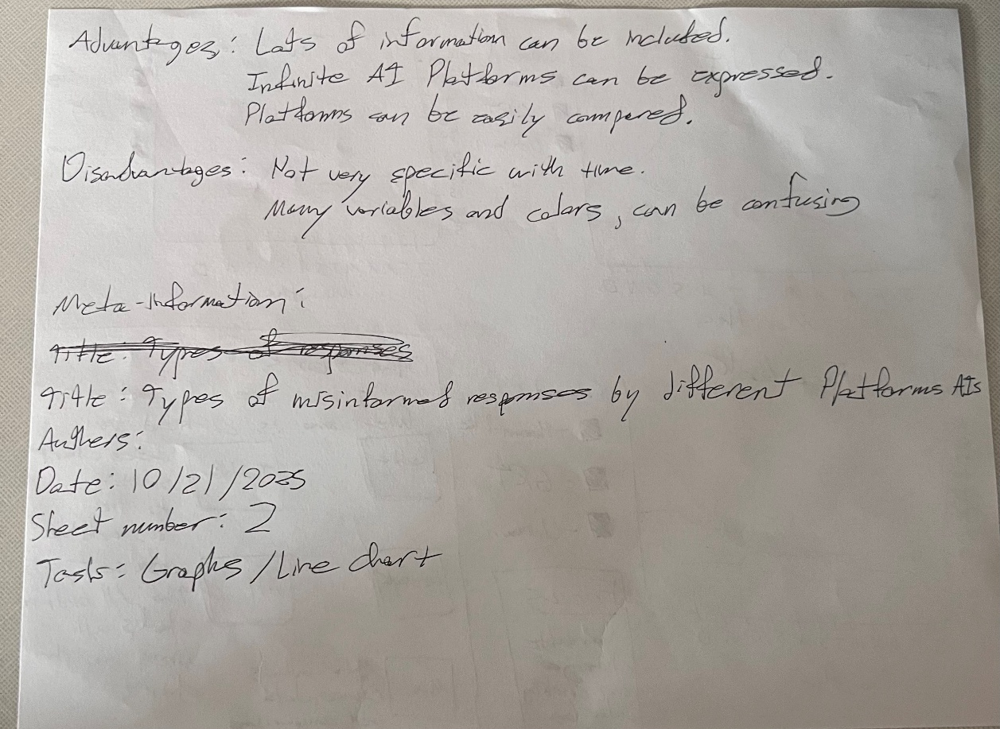 Advantages: Lots of information can be included.
Infinite AI Platforms can be expressed.
Platforms can be easily compared.
Disadvantages: Not very specific with time.
Many variables and colors, can be confusing
Meta-Information:
Title: Types of responses
Title: Types of misinformed responses by different Platforms AIs
Authers:
Date: 10/21/2025
Sheet number: 2
Tasks: Graphs/Line chart